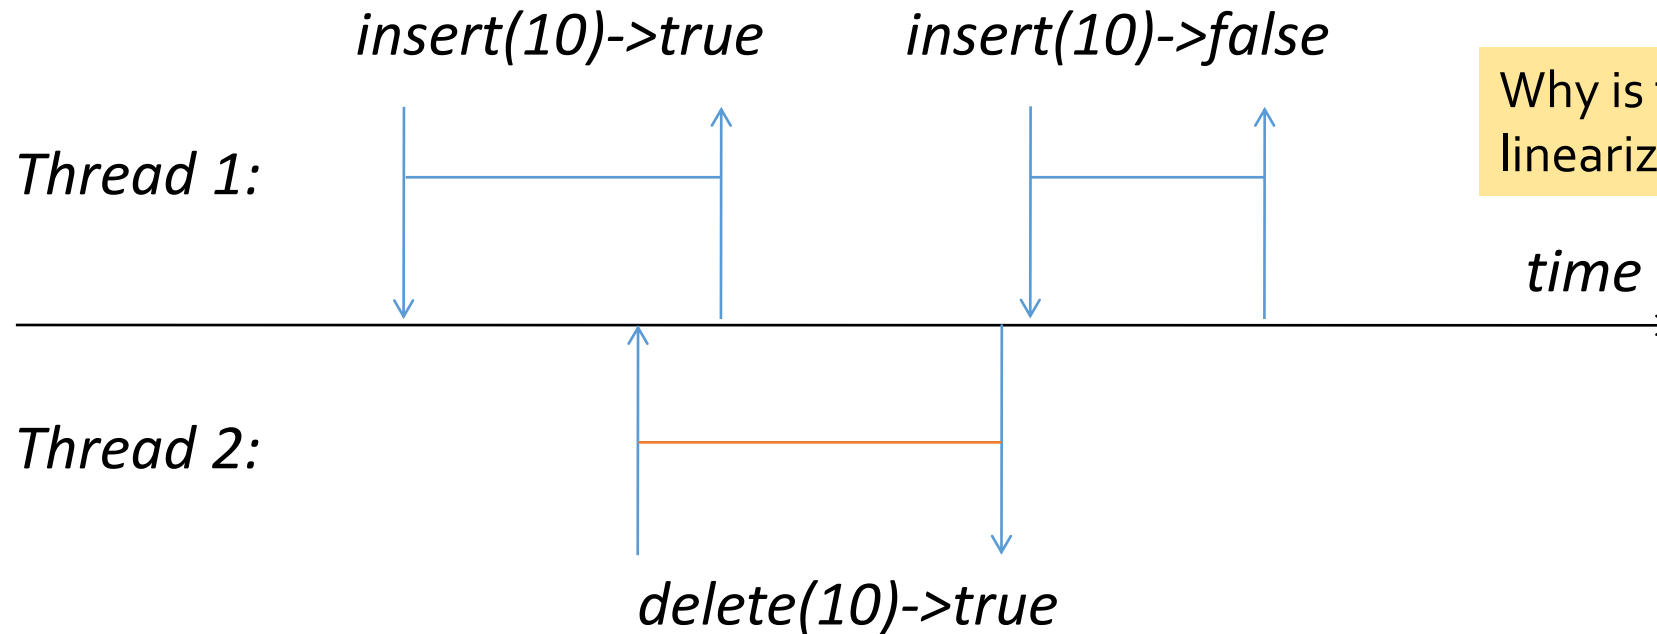 insert(10)->true insert(10)->false
Why is
lineariz
Thread 1:
time
Thread 2:
delete(10)->true